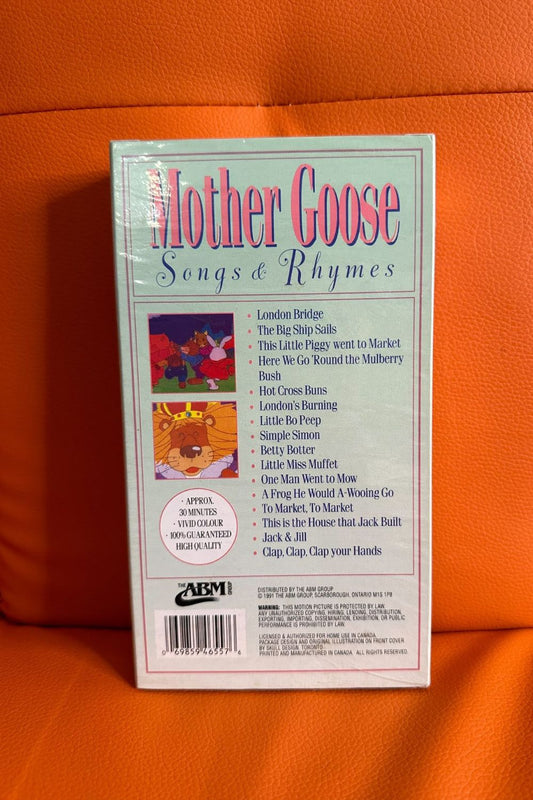 Mother Goose
Songs & Rhymes
• London Bridge
• The Big Ship Sails
• This Little Piggy went to Market
• Here We Go 'Round the Mulberry
Bush
• Hot Cross Buns
• London's Burning
• Little Bo Peep
• Simple Simon
• Betty Botter
• Little Miss Muffet
• One Man Went to Mow
• A Frog He Would A-Wooing Go
• To Market, To Market
• This is the House that Jack Built
• Jack & Jill
• Clap, Clap, Clap your Hands
• APPROX.
30 MINUTES
• VIVID COLOUR
• 100% GUARANTEED
HIGH QUALITY
THE ABM GROUP
DISTRIBUTED BY THE ABM GROUP
© 1991 THE ABM GROUP, SCARBOROUGH, ONTARIO M1S 1P8
WARNING: THIS MOTION PICTURE IS PROTECTED BY LAW.
ANY UNAUTHORIZED COPYING, HIRING, LENDING, DISTRIBUTION,
EXPORTING, IMPORTING, DISSEMINATION, EXHIBITION, OR PUBLIC
PERFORMANCE IS PROHIBITED BY LAW.
LICENSED & AUTHORIZED FOR HOME USE IN CANADA.
PACKAGE DESIGN AND ORIGINAL ILLUSTRATION ON FRONT COVER
BY SKULL DESIGN, TORONTO.
PRINTED AND MANUFACTURED IN CANADA. ALL RIGHTS RESERVED.
0 69859 46557 6